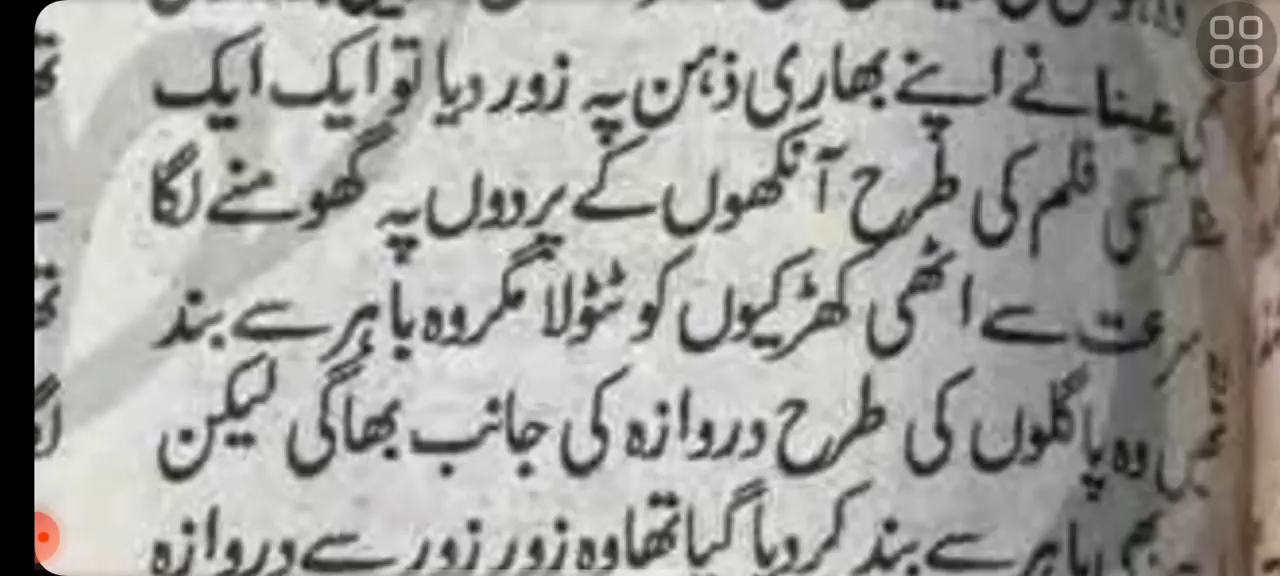 عینا نے اپنے بھاری ذہن پہ زور دیا تو ایک ایک
کسی فلم کی طرح آنکھوں کے پردوں پہ گھومنے لگا
سے اٹھی کھڑکیوں کو ٹٹولا مگر وہ باہر سے بند
وہ پاگلوں کی طرح دروازہ کی جانب بھاگی لیکن
بھی باہر سے بند کر دیا گیا تھا وہ زور زور سے دروازہ